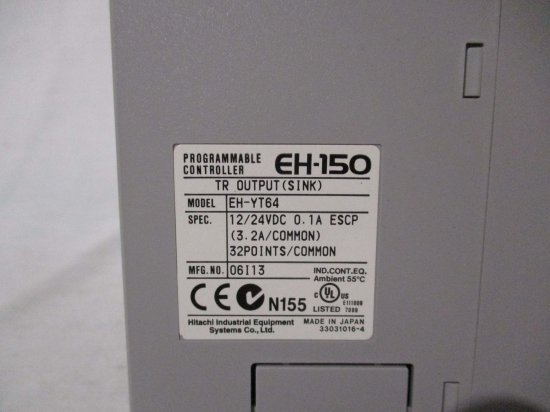 PROGRAMMABLE CONTROLLER EH-150
TR OUTPUT(SINK)
MODEL EH-YT64
SPEC. 12/24VDC 0.1A ESCP
(3.2A/COMMON)
32POINTS/COMMON
MFG.NO. 06I13
IND.CONT.EQ.
Ambient 55°C
CE N155
C UL US
LISTED
Hitachi Industrial Equipment
Systems Co., Ltd.
MADE IN JAPAN
33031016-4